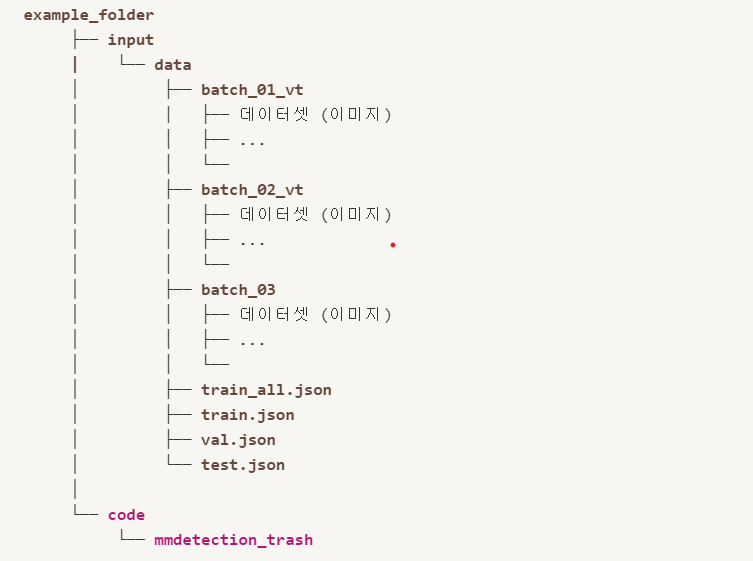 example_folder
├── input
|    └── data
│         ├── batch_01_vt
│         │   ├── 데이터셋 (이미지)
│         │   ├── ...
│         │   └──
│         ├── batch_02_vt
│         │   ├── 데이터셋 (이미지)
│         │   ├── ...
│         │   └──
│         ├── batch_03
│         │   ├── 데이터셋 (이미지)
│         │   ├── ...
│         │   └──
│         ├── train_all.json
│         ├── train.json
│         ├── val.json
│         └── test.json
│
└── code
     └── mmdetection_trash